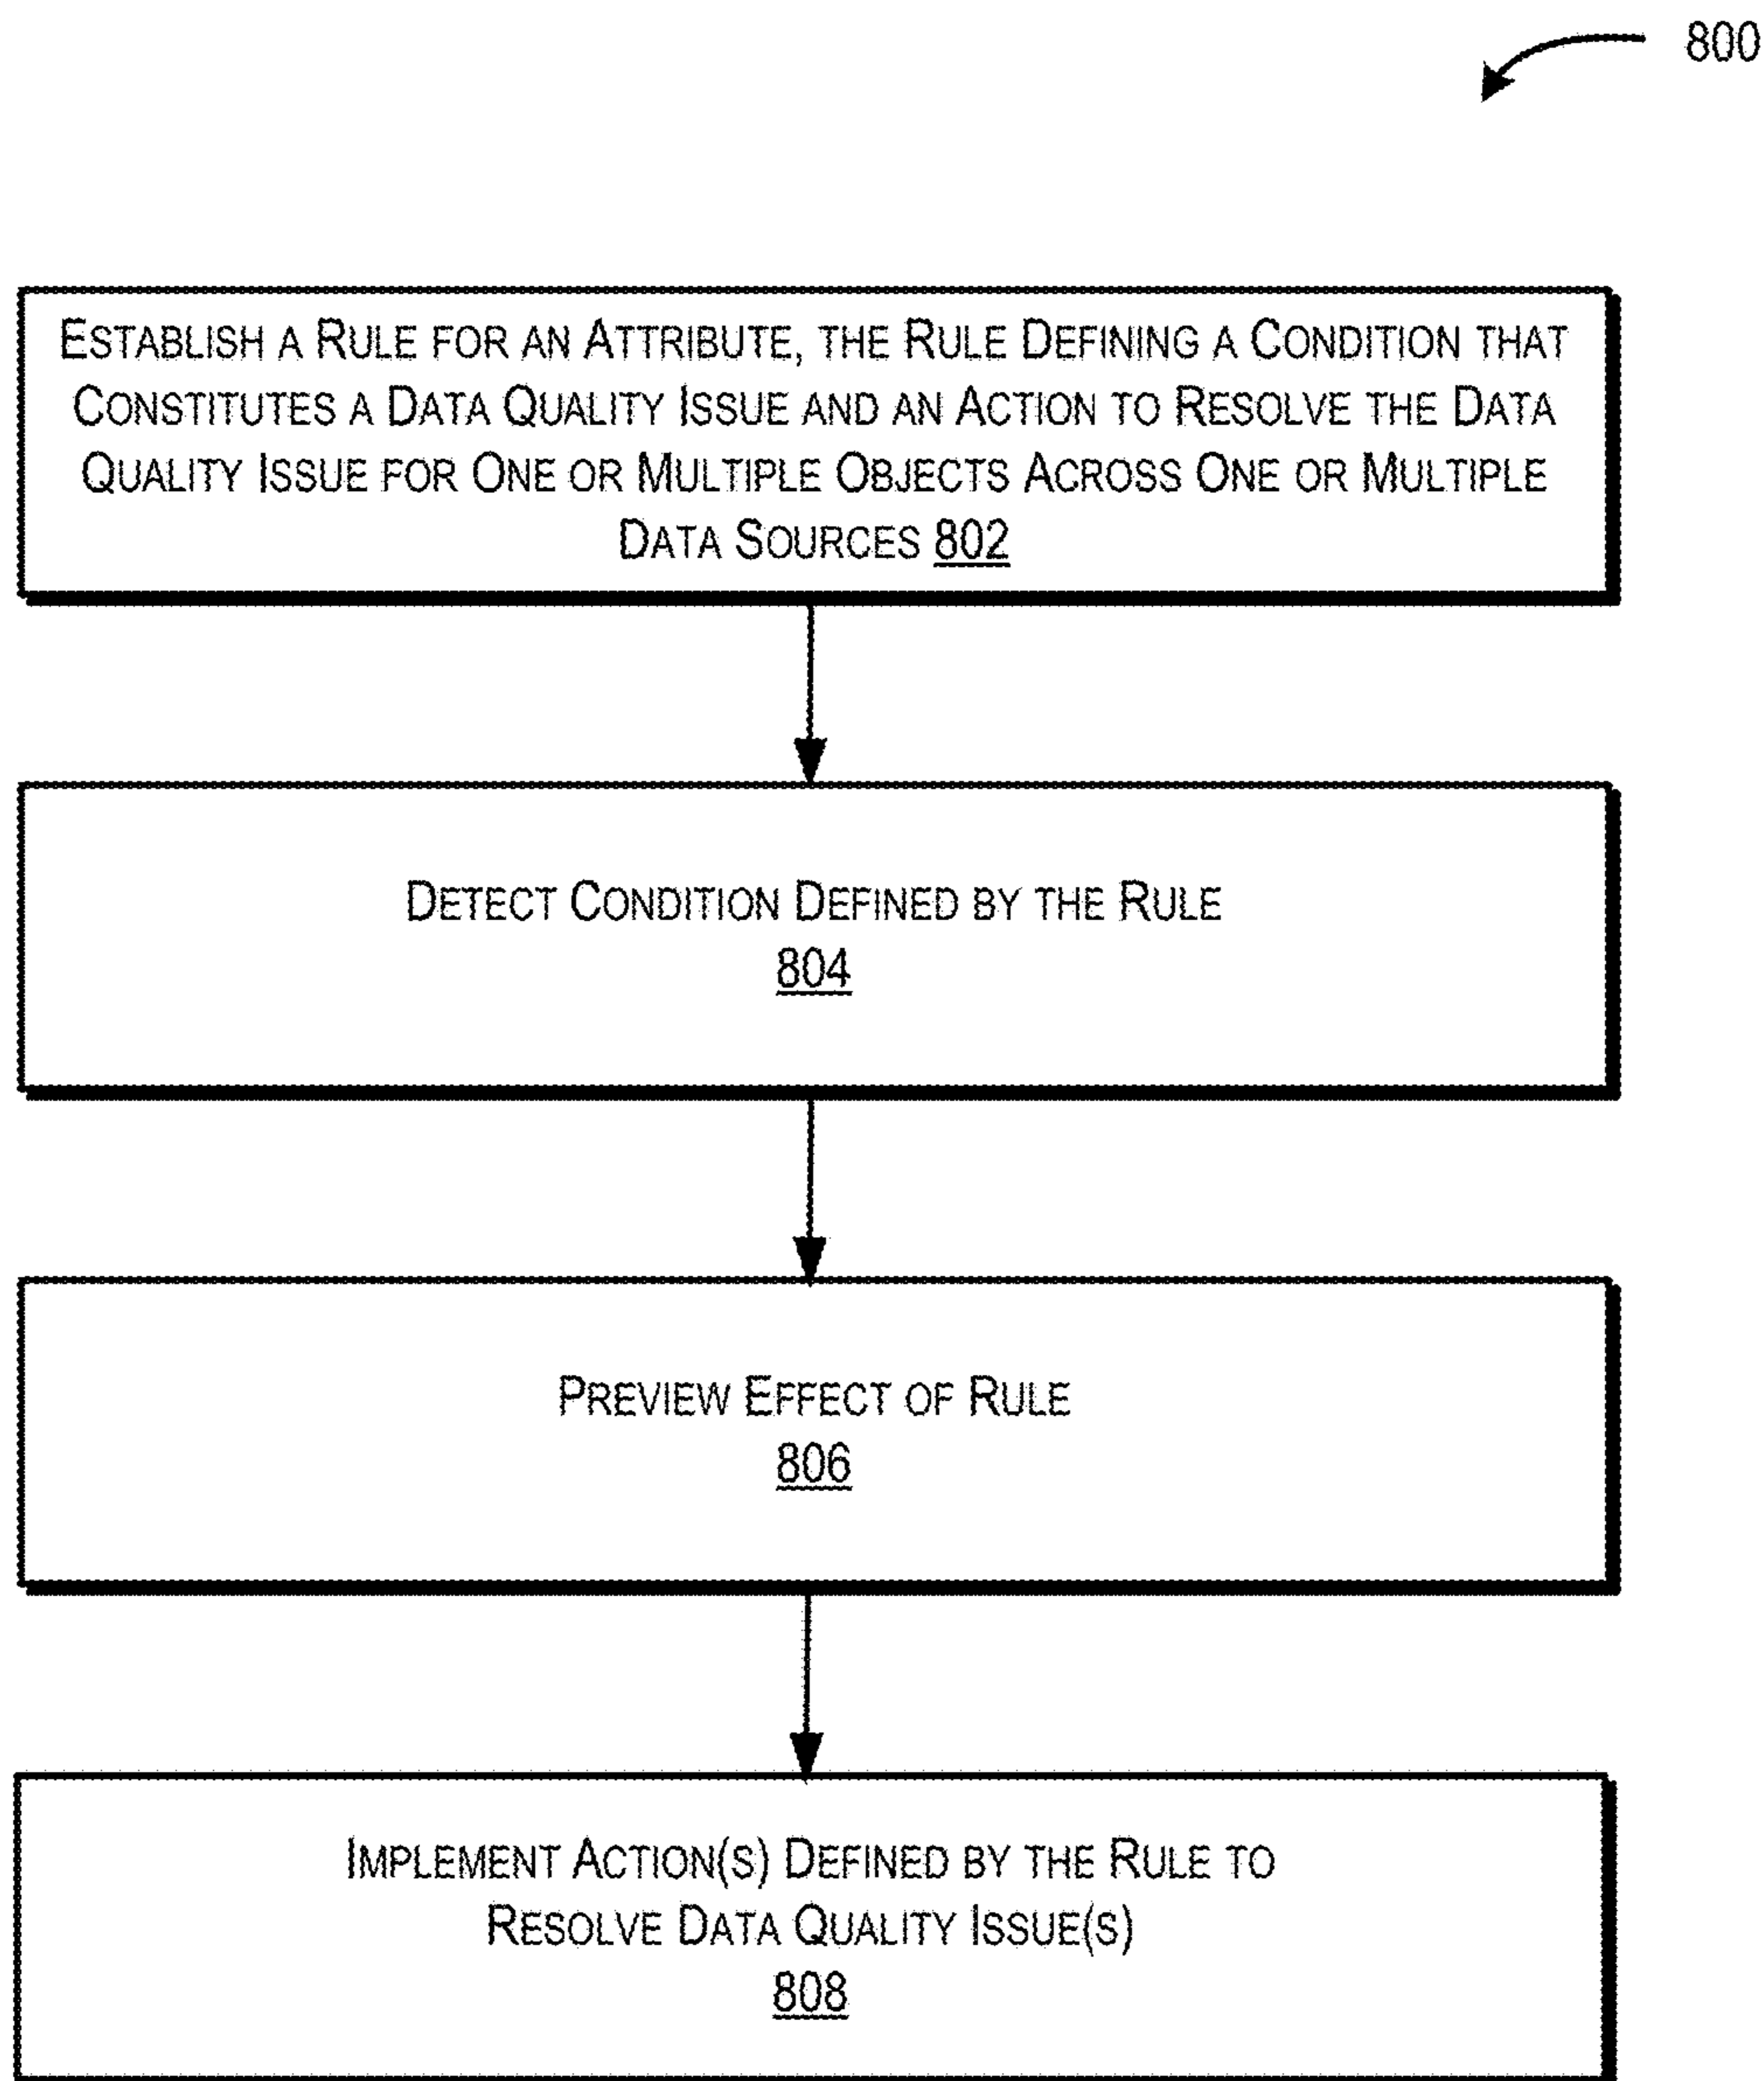 800
ESTABLISH A RULE FOR AN ATTRIBUTE, THE RULE DEFINING A CONDITION THAT
CONSTITUTES A DATA QUALITY ISSUE AND AN ACTION TO RESOLVE THE DATA
QUALITY ISSUE FOR ONE OR MULTIPLE OBJECTS ACROSS ONE OR MULTIPLE
DATA SOURCES 802
DETECT CONDITION DEFINED BY THE RULE
804
PREVIEW EFFECT OF RULE
806
IMPLEMENT ACTION(S) DEFINED BY THE RULE TO
RESOLVE DATA QUALITY ISSUE(S)
808